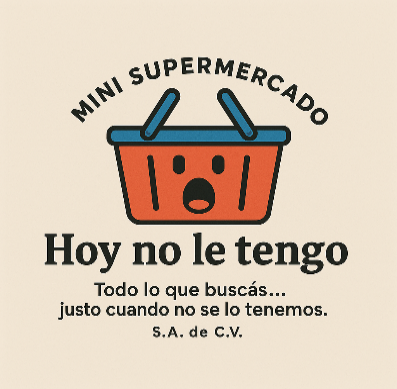 MINI SUPERMERCADO
Hoy no le tengo
Todo lo que buscás...
justo cuando no se lo tenemos.
S.A. de C.V.